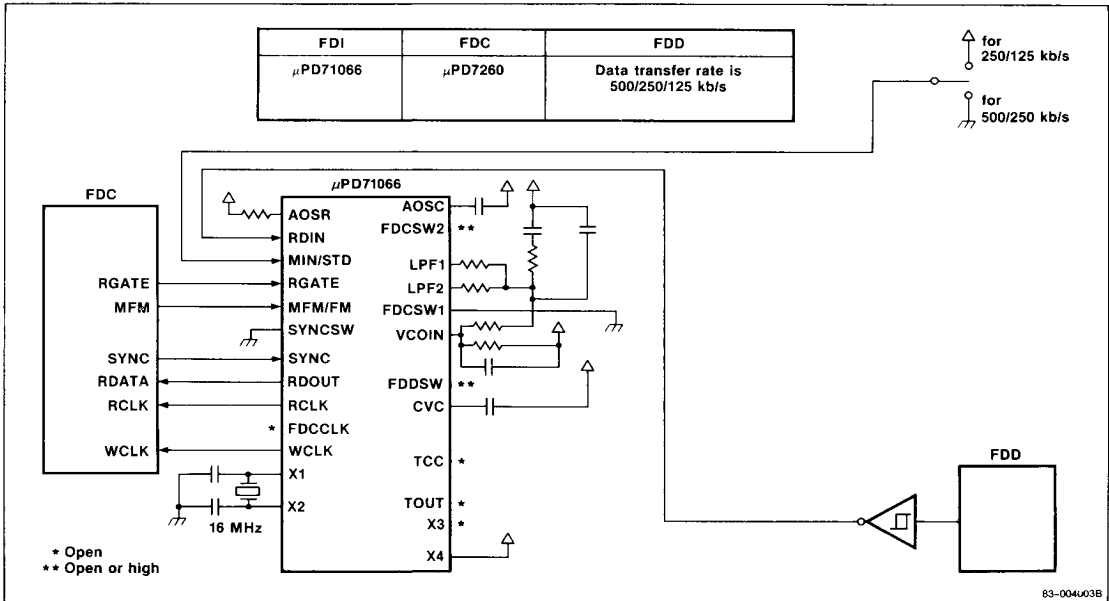 FDI FDC FDD
μPD71066 μPD7260 Data transfer rate is
500/250/125 kb/s
for
250/125 kb/s
for
500/250 kb/s
FDC
RGATE
MFM
SYNC
RDATA
RCLK
WCLK
μPD71066
AOSR
RDIN
MIN/STD
RGATE
MFM/FM
SYNCSW
SYNC
RDOUT
RCLK
* FDCCLK
WCLK
X1
X2
16 MHz
AOSC
FDCSW2 **
LPF1
LPF2
FDCSW1
VCOIN
FDDSW **
CVC
TCC *
TOUT *
X3 *
X4
FDD
* Open
** Open or high
83-004003B